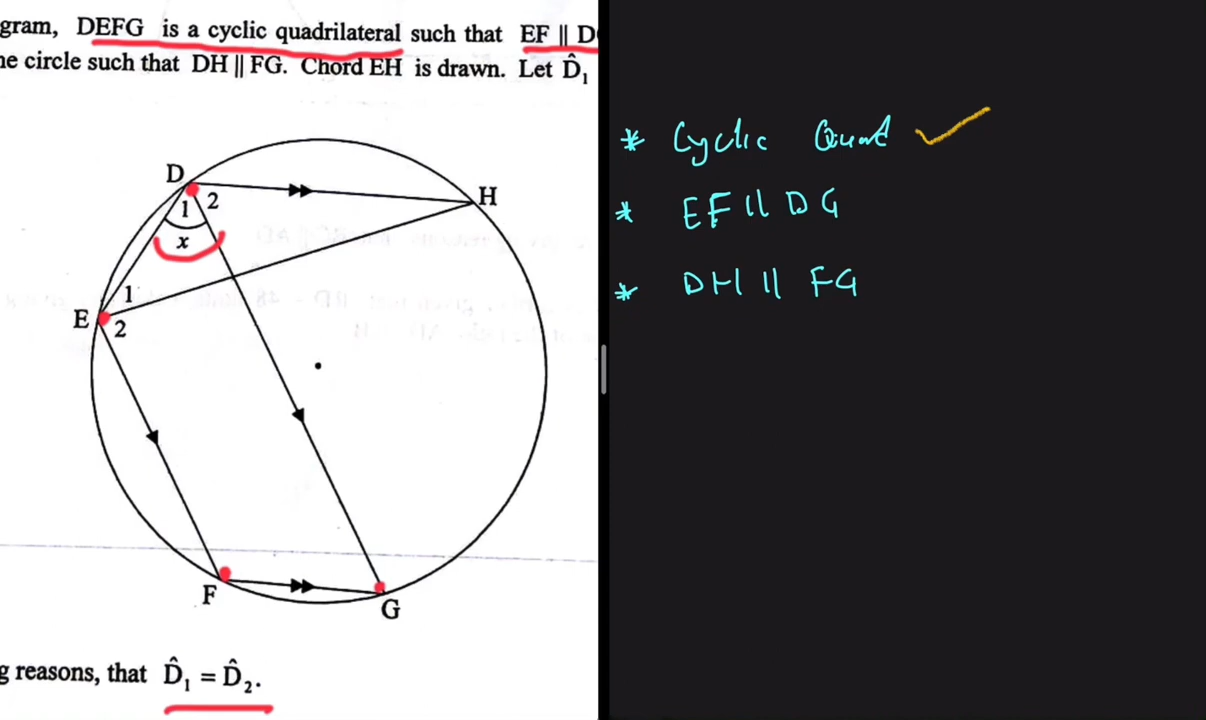 gram, DEFG is a cyclic quadrilateral such that EF || D
he circle such that DH || FG. Chord EH is drawn. Let D̂₁
D
2
H
1
x
1
E
2
F
G
g reasons, that D̂₁ = D̂₂.
* Cyclic Quad ✓
* EF || DG
* DH || FG